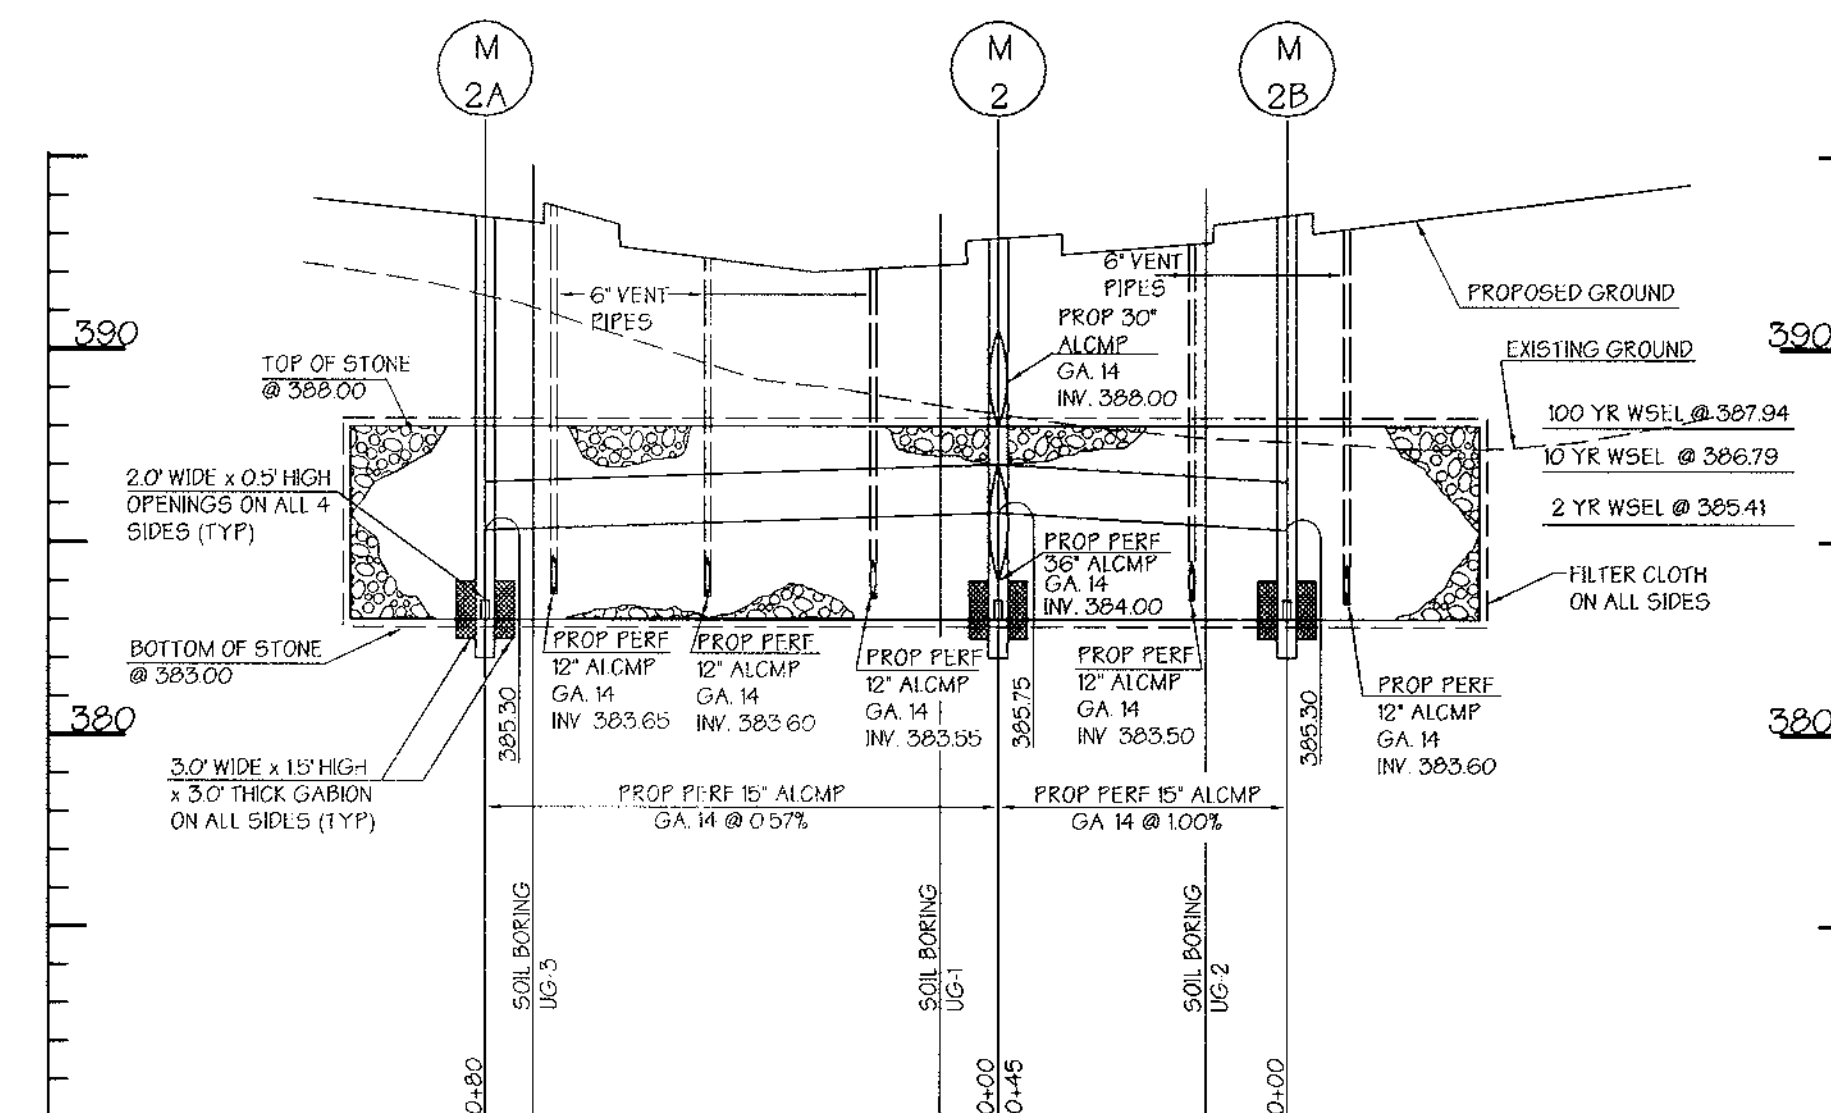 M
2A
M
2
M
2B
6" VENT
PIPES
6" VENT
PIPES
PROPOSED GROUND
390
390
TOP OF STONE
@ 388.00
PROP 30"
ALCMP
GA. 14
INV. 388.00
EXISTING GROUND
100 YR WSEL @ 387.94
10 YR WSEL @ 386.79
2 YR WSEL @ 385.41
2.0' WIDE x 0.5' HIGH
OPENINGS ON ALL 4
SIDES (TYP)
PROP PERF
36" ALCMP
GA. 14
INV. 384.00
FILTER CLOTH
ON ALL SIDES
BOTTOM OF STONE
@ 383.00
PROP PERF
12" ALCMP
GA. 14
INV 383.65
PROP PERF
12" ALCMP
GA. 14
INV. 383.60
PROP PERF
12" ALCMP
GA. 14
INV. 383.55
PROP PERF
12" ALCMP
GA. 14
INV 383.50
PROP PERF
12" ALCMP
GA. 14
INV. 383.60
380
380
385.30
385.75
385.30
3.0' WIDE x 1.5' HIGH
x 3.0' THICK GABION
ON ALL SIDES (TYP)
PROP PERF 15" ALCMP
GA. 14 @ 0.57%
PROP PERF 15" ALCMP
GA 14 @ 1.00%
SOIL BORING
UG-3
SOIL BORING
UG-1
SOIL BORING
UG-2
0+80
0+00
0+45
0+00